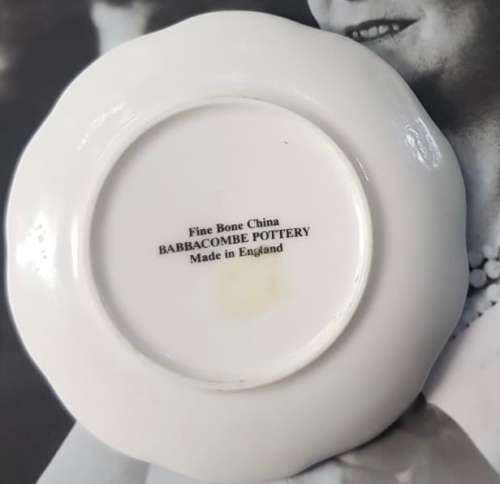 Fine Bone China
BABBACOMBE POTTERY
Made in England